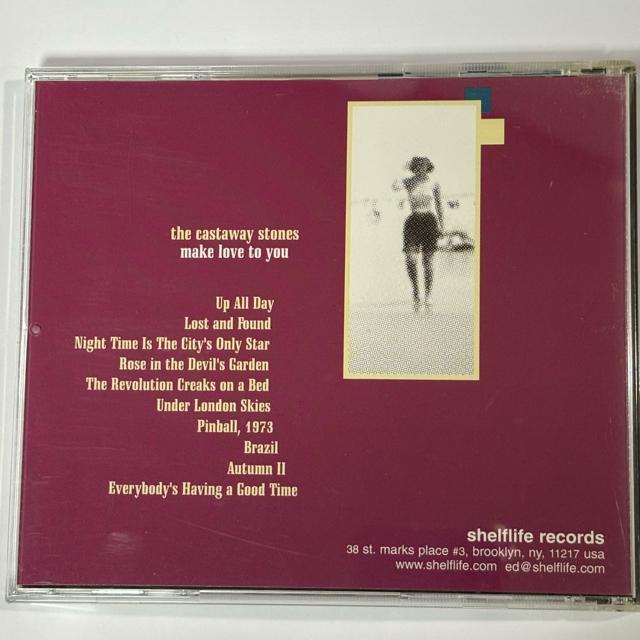 the castaway stones
make love to you
Up All Day
Lost and Found
Night Time Is The City's Only Star
Rose in the Devil's Garden
The Revolution Creaks on a Bed
Under London Skies
Pinball, 1973
Brazil
Autumn II
Everybody's Having a Good Time
shelflife records
38 st. marks place #3, brooklyn, ny, 11217 usa
www.shelflife.com ed@shelflife.com